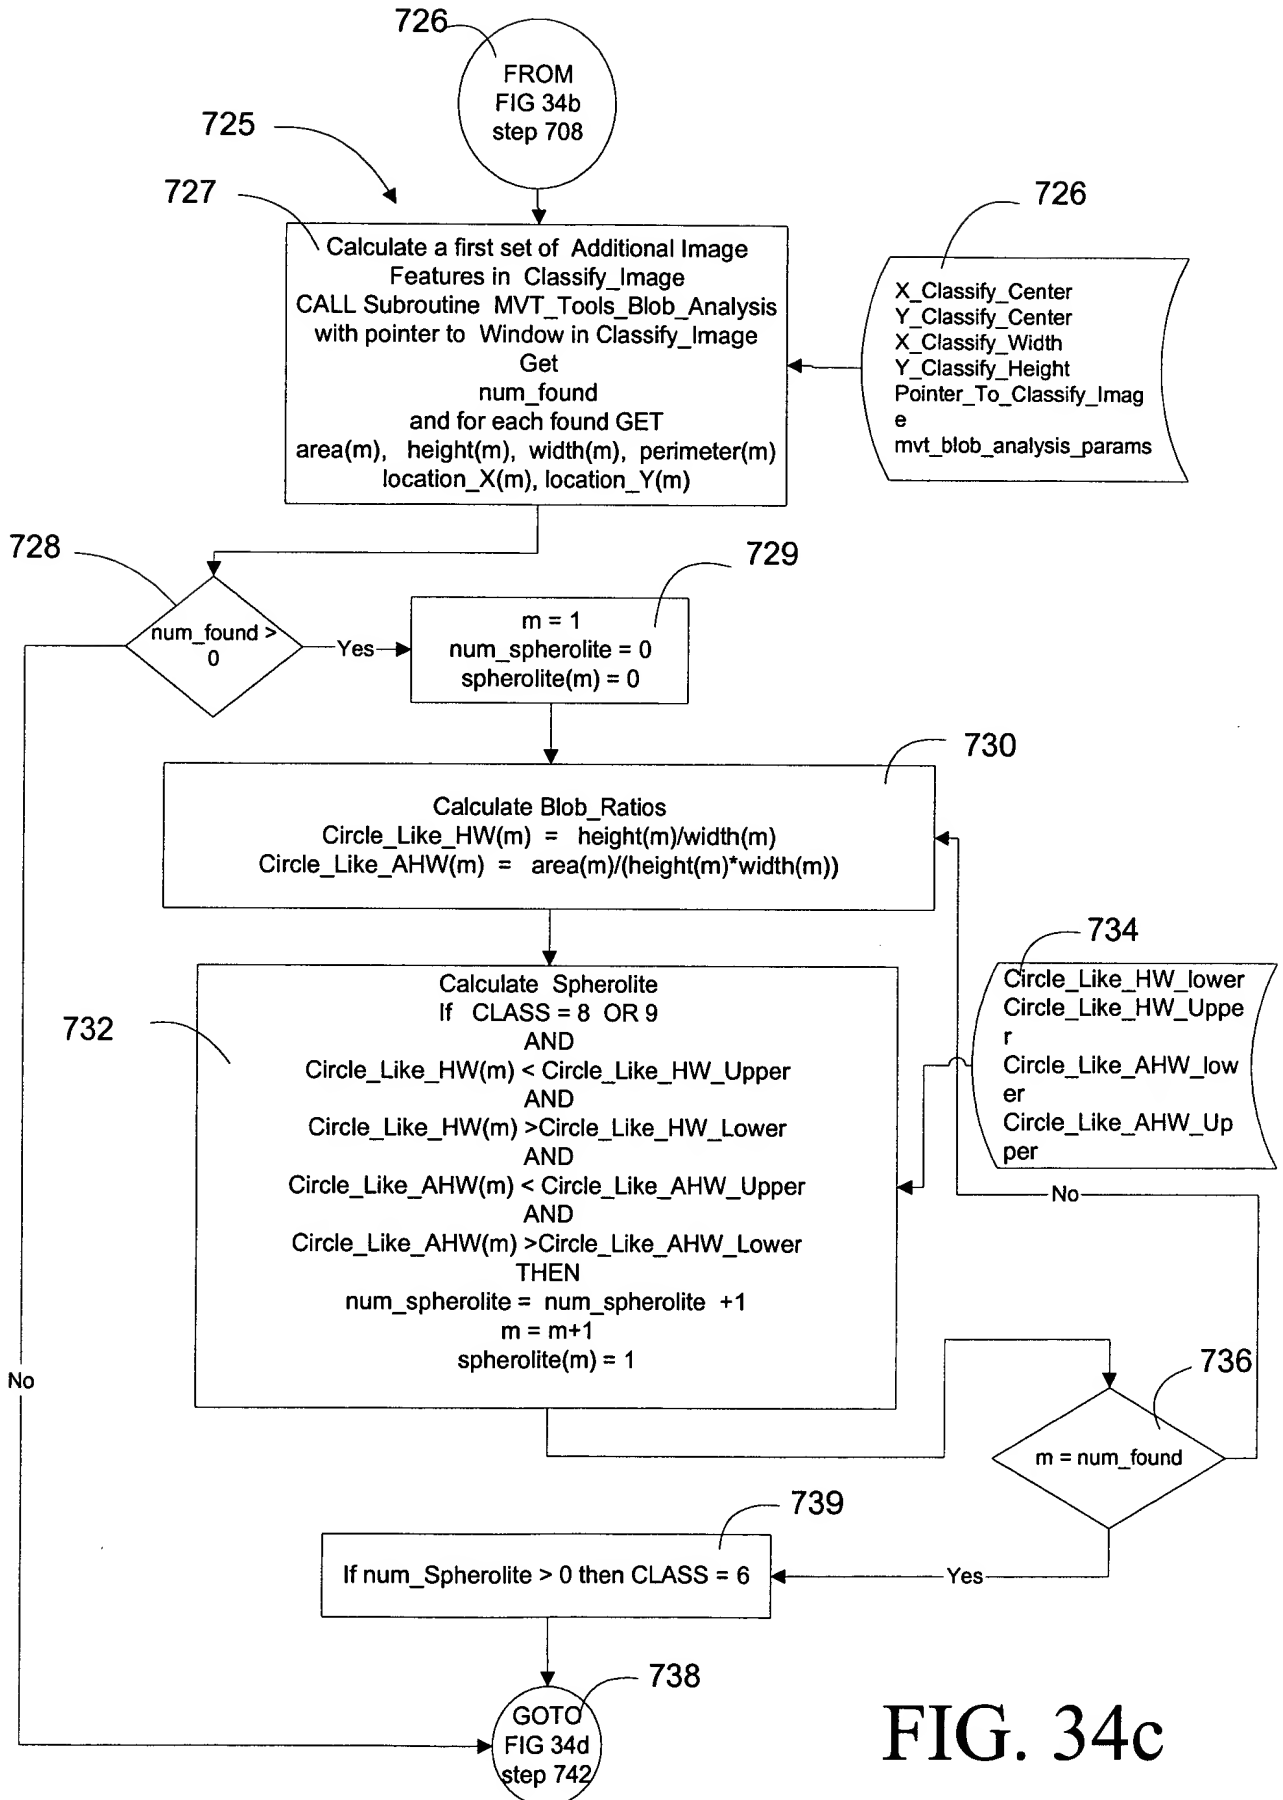 726
FROM
FIG 34b
step 708
725
727
Calculate a first set of Additional Image
Features in Classify_Image
CALL Subroutine MVT_Tools_Blob_Analysis
with pointer to Window in Classify_Image
Get
num_found
and for each found GET
area(m), height(m), width(m), perimeter(m)
location_X(m), location_Y(m)
726
X_Classify_Center
Y_Classify_Center
X_Classify_Width
Y_Classify_Height
Pointer_To_Classify_Imag
e
mvt_blob_analysis_params
728
num_found >
0
Yes
729
m = 1
num_spherolite = 0
spherolite(m) = 0
730
Calculate Blob_Ratios
Circle_Like_HW(m) = height(m)/width(m)
Circle_Like_AHW(m) = area(m)/(height(m)*width(m))
732
Calculate Spherolite
If CLASS = 8 OR 9
AND
Circle_Like_HW(m) < Circle_Like_HW_Upper
AND
Circle_Like_HW(m) >Circle_Like_HW_Lower
AND
Circle_Like_AHW(m) < Circle_Like_AHW_Upper
AND
Circle_Like_AHW(m) >Circle_Like_AHW_Lower
THEN
num_spherolite = num_spherolite +1
m = m+1
spherolite(m) = 1
734
Circle_Like_HW_lower
Circle_Like_HW_Uppe
r
Circle_Like_AHW_low
er
Circle_Like_AHW_Up
per
No
736
m = num_found
No
739
If num_Spherolite > 0 then CLASS = 6
Yes
738
GOTO
FIG 34d
step 742
FIG. 34c